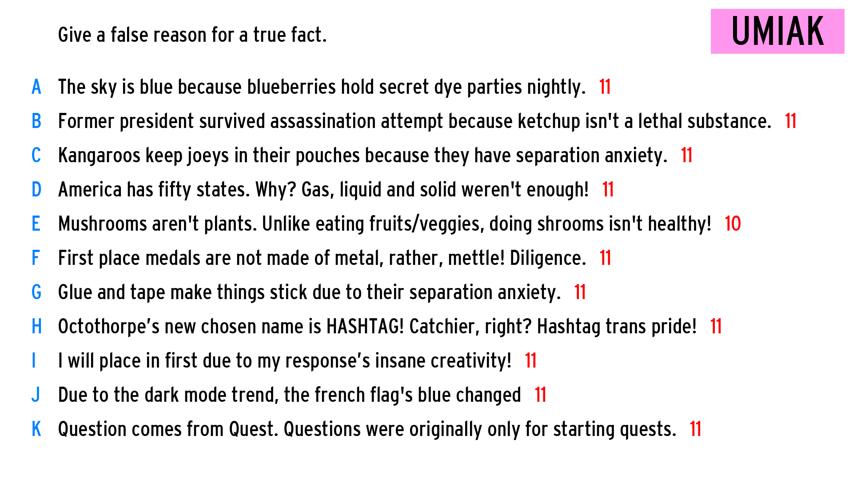 Give a false reason for a true fact.
UMIAK
A The sky is blue because blueberries hold secret dye parties nightly. 11
B Former president survived assassination attempt because ketchup isn't a lethal substance. 11
C Kangaroos keep joeys in their pouches because they have separation anxiety. 11
D America has fifty states. Why? Gas, liquid and solid weren't enough! 11
E Mushrooms aren't plants. Unlike eating fruits/veggies, doing shrooms isn't healthy! 10
F First place medals are not made of metal, rather, mettle! Diligence. 11
G Glue and tape make things stick due to their separation anxiety. 11
H Octothorpe’s new chosen name is HASHTAG! Catchier, right? Hashtag trans pride! 11
I I will place in first due to my response’s insane creativity! 11
J Due to the dark mode trend, the french flag's blue changed 11
K Question comes from Quest. Questions were originally only for starting quests. 11